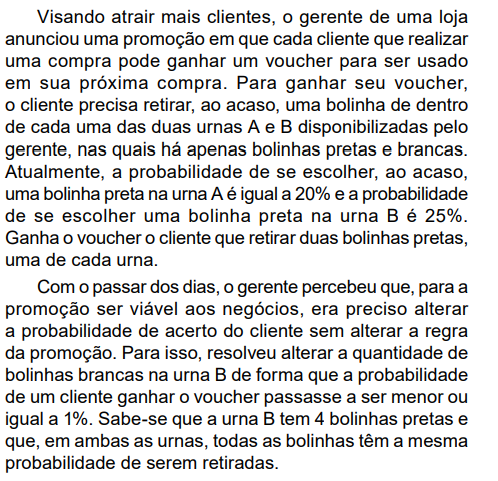 Visando atrair mais clientes, o gerente de uma loja
anunciou uma promoção em que cada cliente que realizar
uma compra pode ganhar um voucher para ser usado
em sua próxima compra. Para ganhar seu voucher,
o cliente precisa retirar, ao acaso, uma bolinha de dentro
de cada uma das duas urnas A e B disponibilizadas pelo
gerente, nas quais há apenas bolinhas pretas e brancas.
Atualmente, a probabilidade de se escolher, ao acaso,
uma bolinha preta na urna A é igual a 20% e a probabilidade
de se escolher uma bolinha preta na urna B é 25%.
Ganha o voucher o cliente que retirar duas bolinhas pretas,
uma de cada urna.
Com o passar dos dias, o gerente percebeu que, para a
promoção ser viável aos negócios, era preciso alterar
a probabilidade de acerto do cliente sem alterar a regra
da promoção. Para isso, resolveu alterar a quantidade de
bolinhas brancas na urna B de forma que a probabilidade
de um cliente ganhar o voucher passasse a ser menor ou
igual a 1%. Sabe-se que a urna B tem 4 bolinhas pretas e
que, em ambas as urnas, todas as bolinhas têm a mesma
probabilidade de serem retiradas.